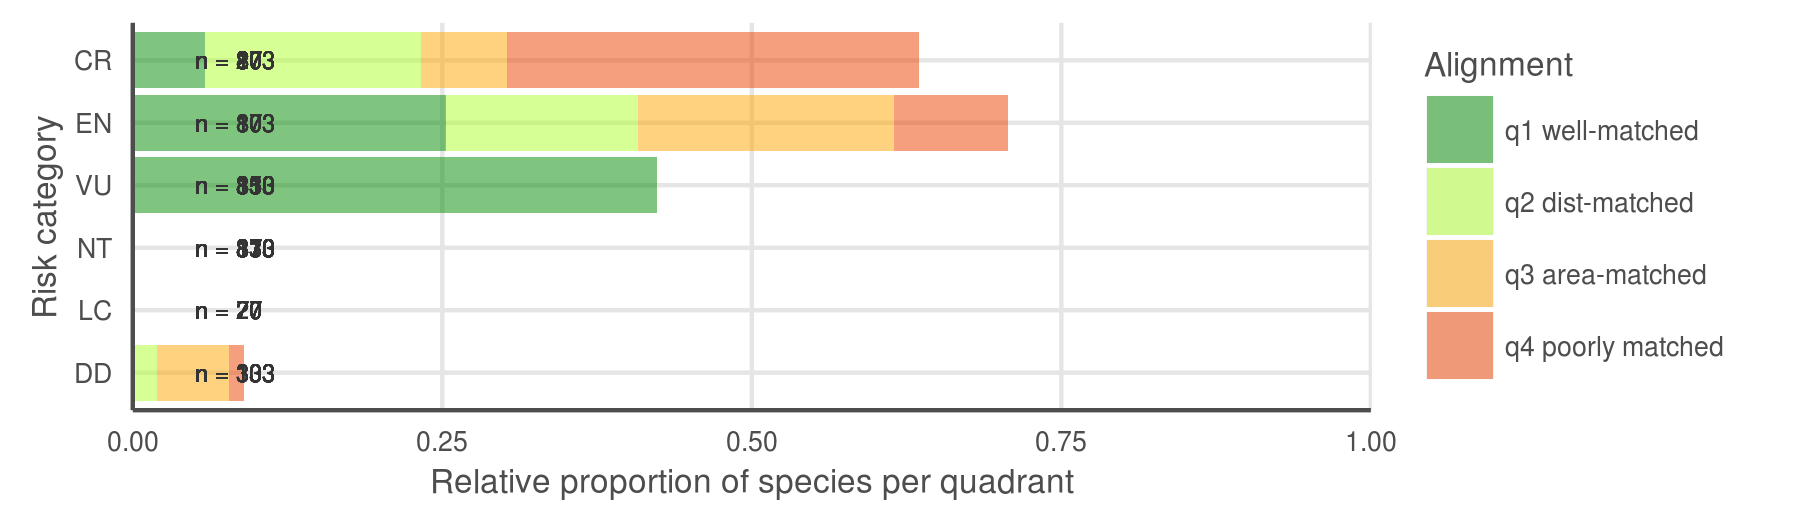 CR n =
EN n =
VU n =
NT n =
LC n =
DD n =
0.00 0.25 0.50 0.75 1.00
Relative proportion of species per quadrant
Risk category
Alignment
q1 well-matched
q2 dist-matched
q3 area-matched
q4 poorly matched